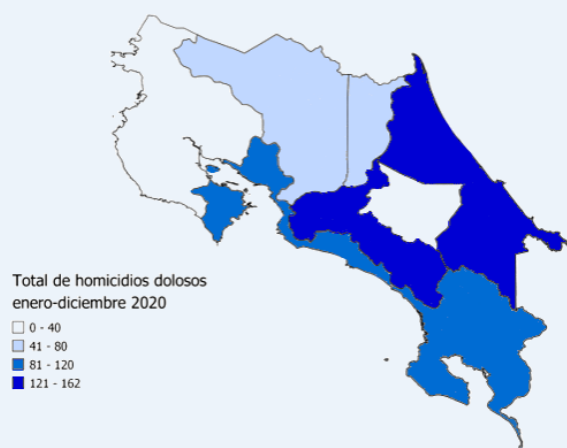 Total de homicidios dolosos
enero-diciembre 2020
0 - 40
41 - 80
81 - 120
121 - 162